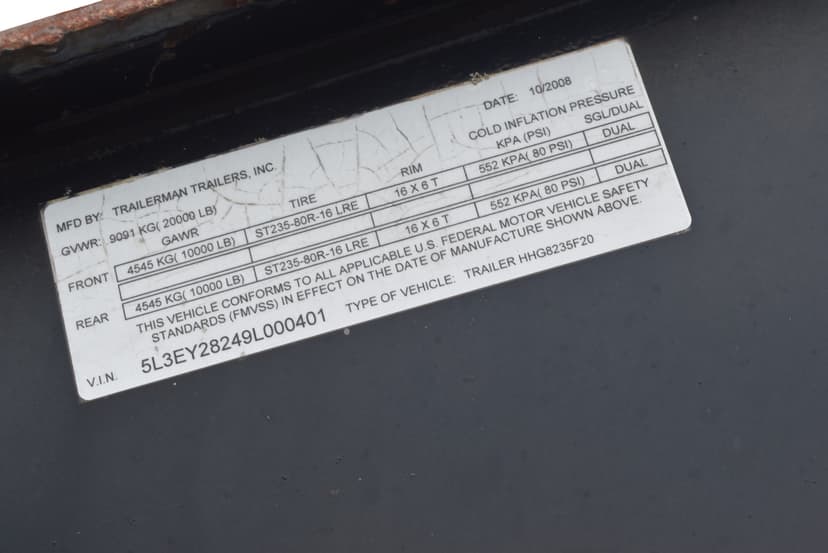 MFD BY: TRAILERMAN TRAILERS, INC. DATE: 10/2008
GVWR: 9091 KG( 20000 LB) COLD INFLATION PRESSURE
GAWR TIRE RIM KPA (PSI) SGL/DUAL
FRONT 4545 KG( 10000 LB) ST235-80R-16 LRE 16 X 6 T 552 KPA( 80 PSI) DUAL
REAR 4545 KG( 10000 LB) ST235-80R-16 LRE 16 X 6 T 552 KPA( 80 PSI) DUAL
THIS VEHICLE CONFORMS TO ALL APPLICABLE U.S. FEDERAL MOTOR VEHICLE SAFETY
STANDARDS (FMVSS) IN EFFECT ON THE DATE OF MANUFACTURE SHOWN ABOVE.
V.I.N. 5L3EY28249L000401 TYPE OF VEHICLE: TRAILER HHG8235F20